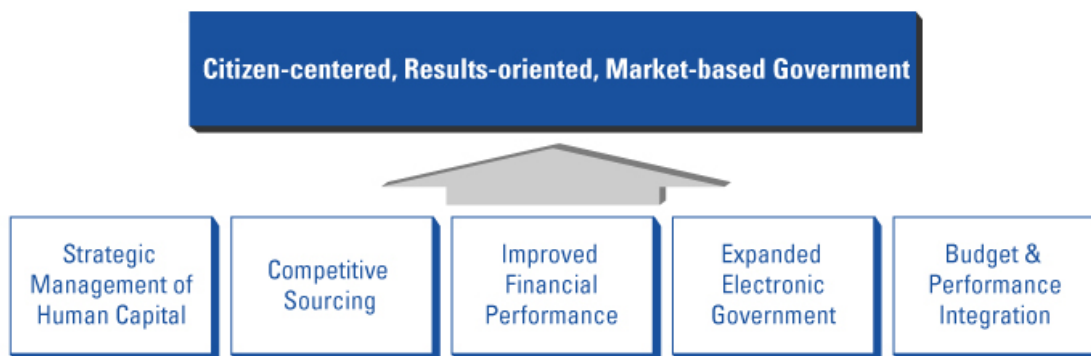 Citizen-centered, Results-oriented, Market-based Government
Strategic
Management of
Human Capital
Competitive
Sourcing
Improved
Financial
Performance
Expanded
Electronic
Government
Budget &
Performance
Integration